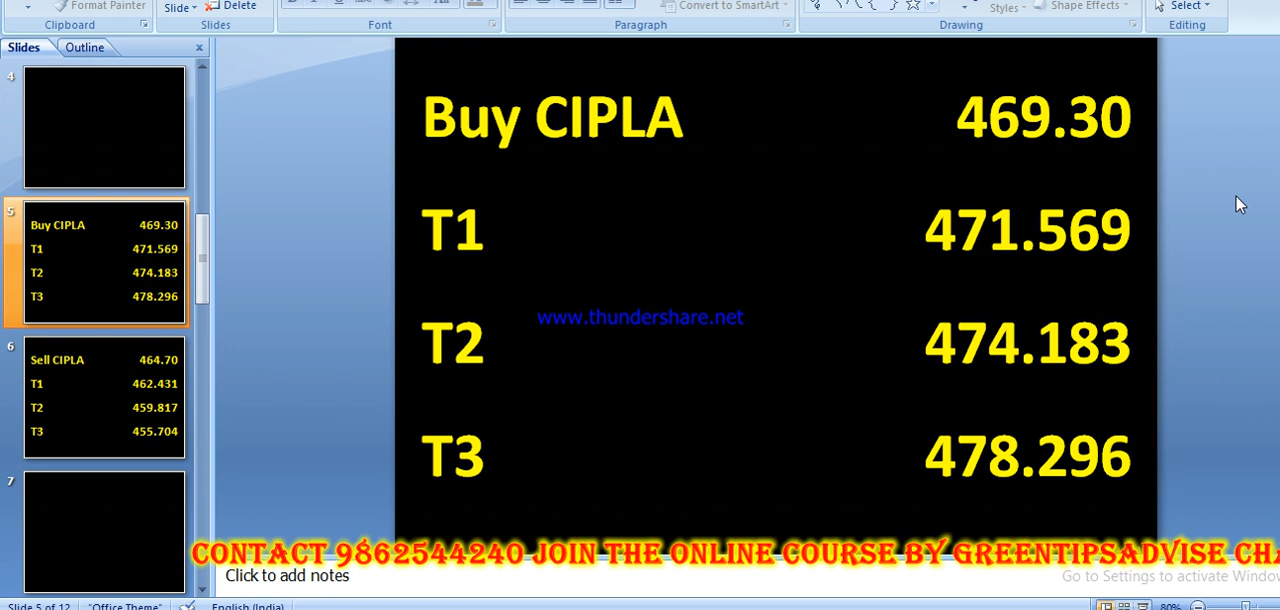 Format Painter
Slide
Delete
Convert to SmartArt
Styles
Shape Effects
Select
Clipboard
Slides
Font
Paragraph
Drawing
Editing
Slides
Outline
4
5
Buy CIPLA 469.30
T1 471.569
T2 474.183
T3 478.296
6
Sell CIPLA 464.70
T1 462.431
T2 459.817
T3 455.704
7
Buy CIPLA 469.30
T1 471.569
www.thundershare.net
T2 474.183
T3 478.296
CONTACT 9862544240 JOIN THE ONLINE COURSE BY GREENTIPSADVISE CHA
Click to add notes
Go to Settings to activate Window
Slide 5 of 12
"Office Theme"
English (India)
80%